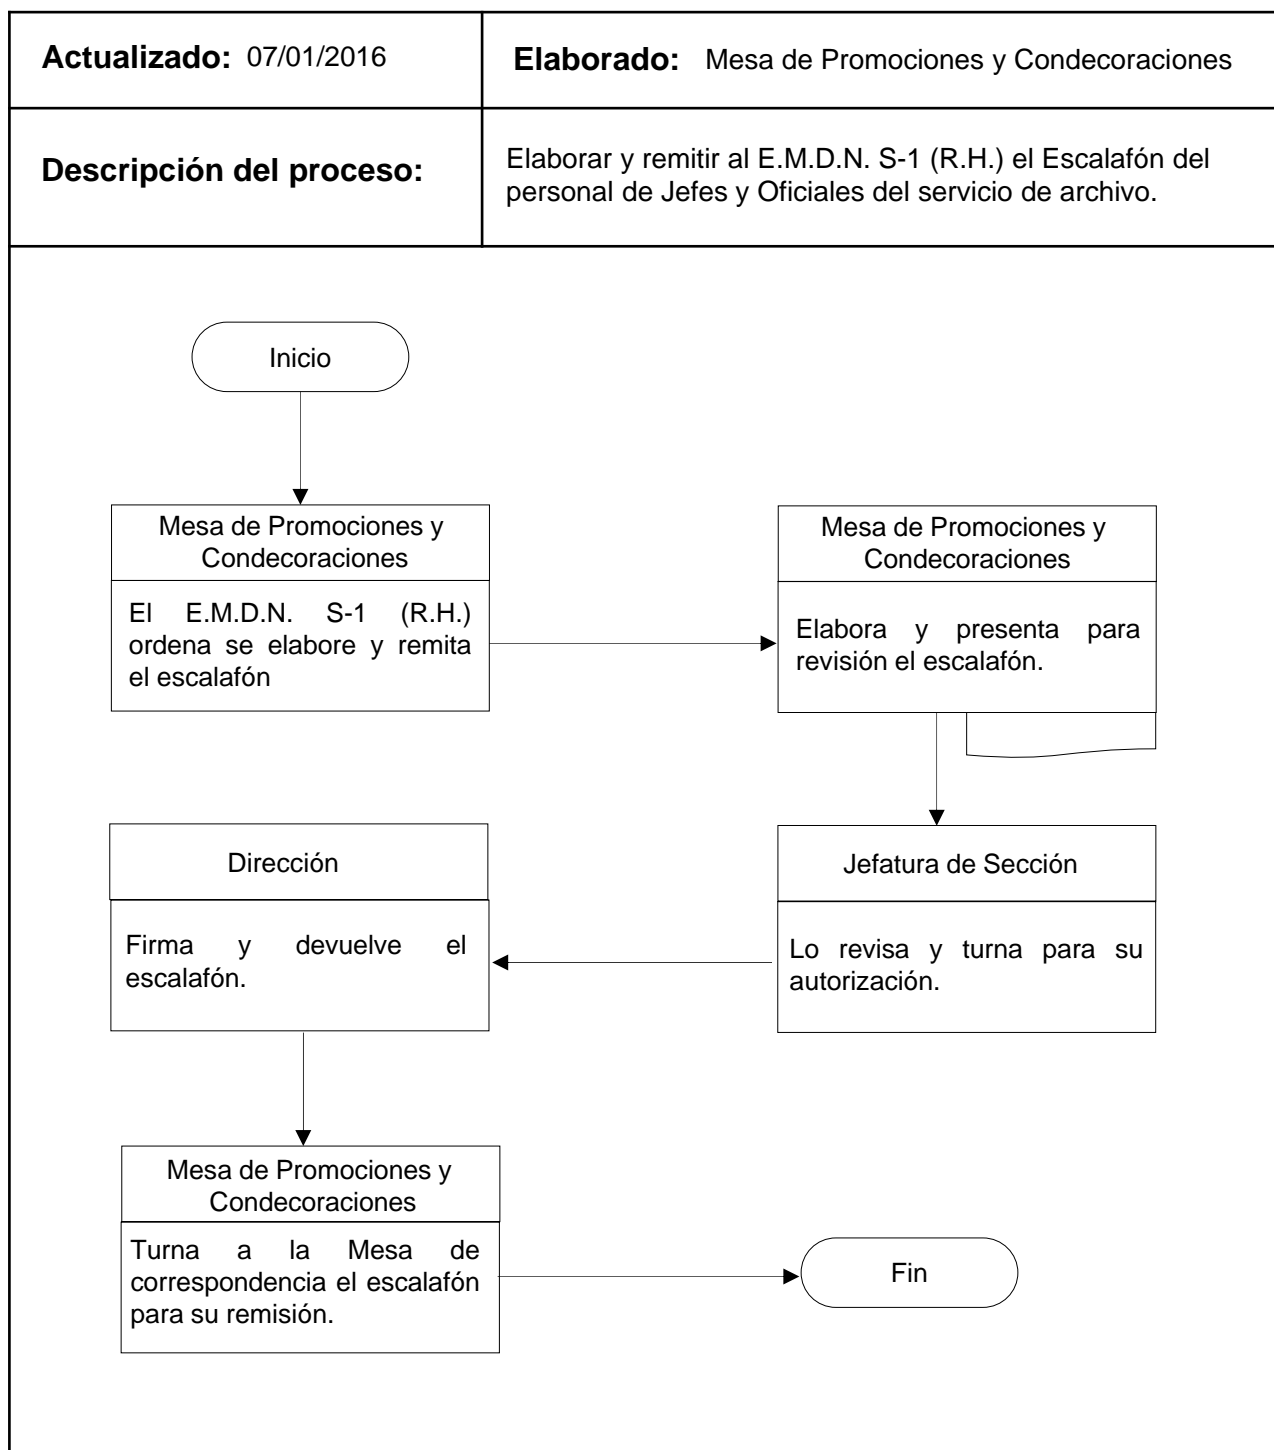 Actualizado: 07/01/2016
Elaborado: Mesa de Promociones y Condecoraciones
Descripción del proceso:
Elaborar y remitir al E.M.D.N. S-1 (R.H.) el Escalafón del
personal de Jefes y Oficiales del servicio de archivo.
Inicio
Mesa de Promociones y
Condecoraciones
El E.M.D.N. S-1 (R.H.)
ordena se elabore y remita
el escalafón
Mesa de Promociones y
Condecoraciones
Elabora y presenta para
revisión el escalafón.
Jefatura de Sección
Lo revisa y turna para su
autorización.
Dirección
Firma y devuelve el
escalafón.
Mesa de Promociones y
Condecoraciones
Turna a la Mesa de
correspondencia el escalafón
para su remisión.
Fin